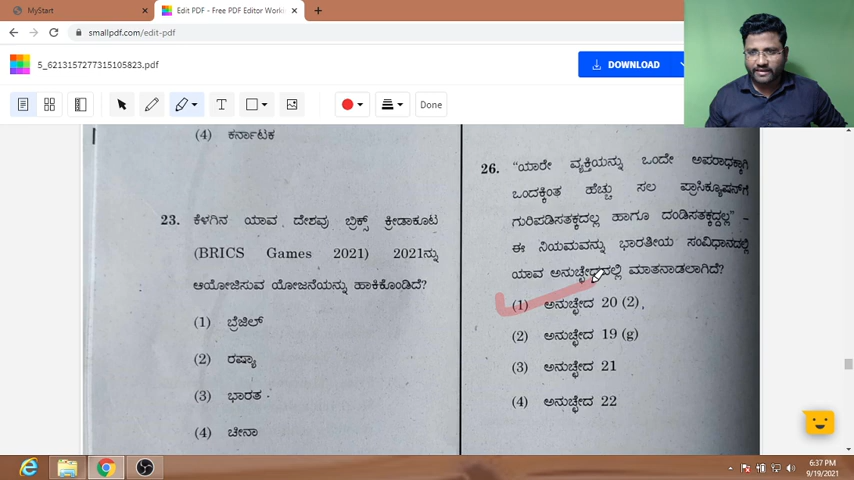 MyStart
Edit PDF - Free PDF Editor Work
smallpdf.com/edit-pdf
5_6213157277315105823.pdf
DOWNLOAD
Done
(4) ಕರ್ನಾಟಕ
23. ಕೆಳಗಿನ ಯಾವ ದೇಶವು ಬ್ರಿಕ್ಸ್ ಕ್ರೀಡಾಕೂಟ
(BRICS Games 2021) 2021ನ್ನು
ಆಯೋಜಿಸುವ ಯೋಜನೆಯನ್ನು ಹಾಕಿಕೊಂಡಿದೆ?
(1) ಬ್ರೆಜಿಲ್
(2) ರಷ್ಯಾ
(3) ಭಾರತ
(4) ಚೀನಾ
26. "ಯಾರೇ ವ್ಯಕ್ತಿಯನ್ನು ಒಂದೇ ಅಪರಾಧಕ್ಕಾಗಿ
ಒಂದಕ್ಕಿಂತ ಹೆಚ್ಚು ಸಲ ಪ್ರಾಸಿಕ್ಯೂಷನ್‌ಗೆ
ಗುರಿಪಡಿಸತಕ್ಕದಲ್ಲ ಹಾಗೂ ದಂಡಿಸತಕ್ಕದ್ದಲ್ಲ" –
ಈ ನಿಯಮವನ್ನು ಭಾರತೀಯ ಸಂವಿಧಾನದಲ್ಲಿ
ಯಾವ ಅನುಚ್ಛೇದದಲ್ಲಿ ಮಾತನಾಡಲಾಗಿದೆ?
(1) ಅನುಚ್ಛೇದ 20 (2)
(2) ಅನುಚ್ಛೇದ 19 (g)
(3) ಅನುಚ್ಛೇದ 21
(4) ಅನುಚ್ಛೇದ 22
6:37 PM
9/19/2021